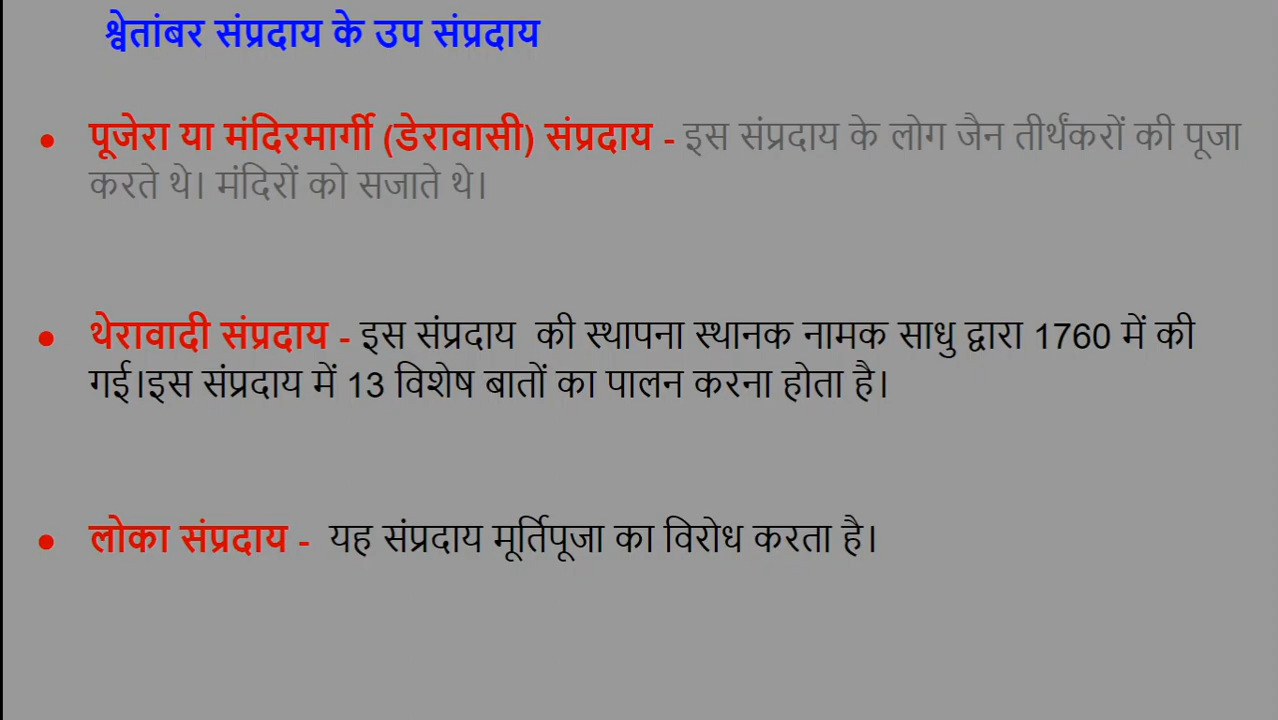 श्वेतांबर संप्रदाय के उप संप्रदाय
• पूजेरा या मंदिरमार्गी (डेरावासी) संप्रदाय - इस संप्रदाय के लोग जैन तीर्थंकरों की पूजा
करते थे। मंदिरों को सजाते थे।
• थेरावादी संप्रदाय - इस संप्रदाय की स्थापना स्थानक नामक साधु द्वारा 1760 में की
गई।इस संप्रदाय में 13 विशेष बातों का पालन करना होता है।
• लोका संप्रदाय - यह संप्रदाय मूर्तिपूजा का विरोध करता है।